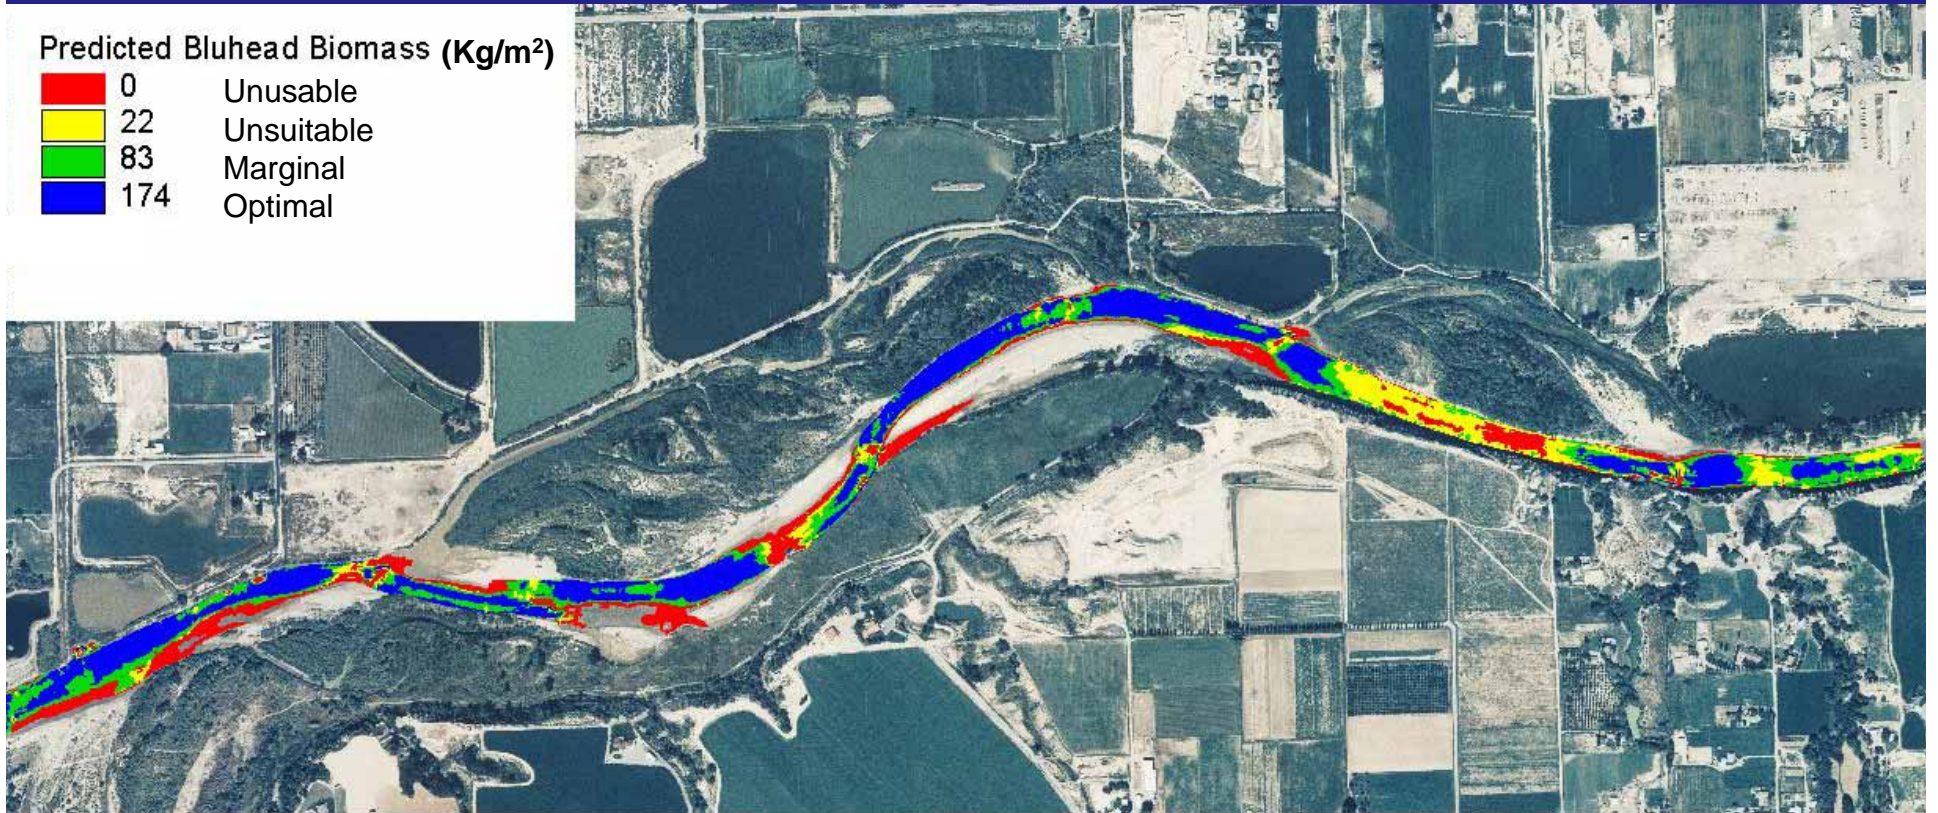 Predicted Bluhead Biomass (Kg/m²)
0 Unusable
22 Unsuitable
83 Marginal
174 Optimal